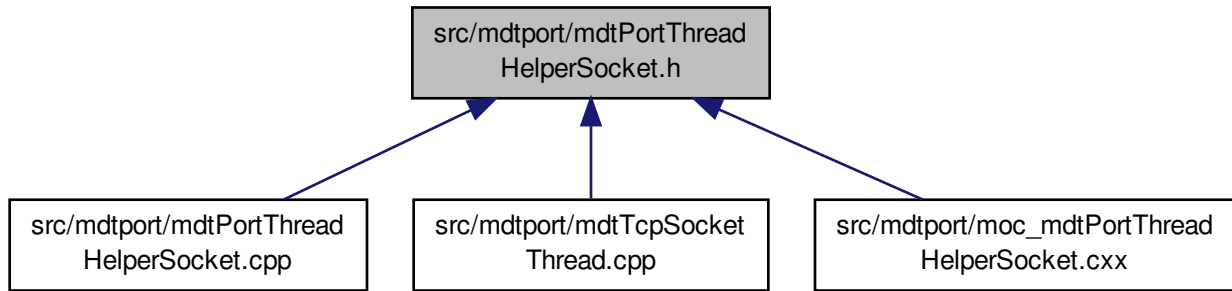 src/mdtport/mdtPortThread
HelperSocket.h
src/mdtport/mdtPortThread
HelperSocket.cpp
src/mdtport/mdtTcpSocket
Thread.cpp
src/mdtport/moc_mdtPortThread
HelperSocket.cxx